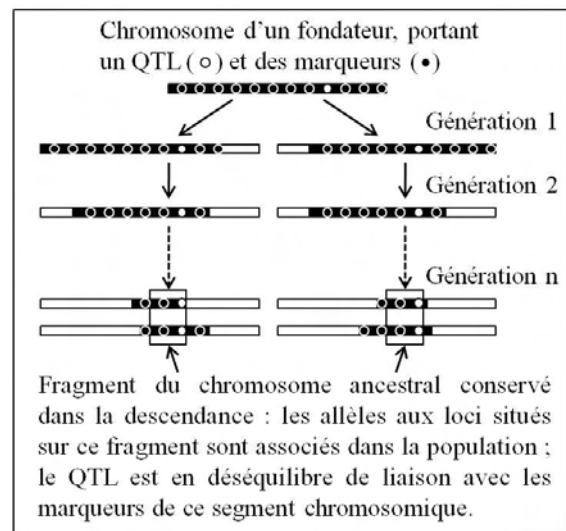 Chromosome d'un fondateur, portant
un QTL (○) et des marqueurs (•)
Génération 1
Génération 2
Génération n
Fragment du chromosome ancestral conservé
dans la descendance : les allèles aux loci situés
sur ce fragment sont associés dans la population ;
le QTL est en déséquilibre de liaison avec les
marqueurs de ce segment chromosomique.